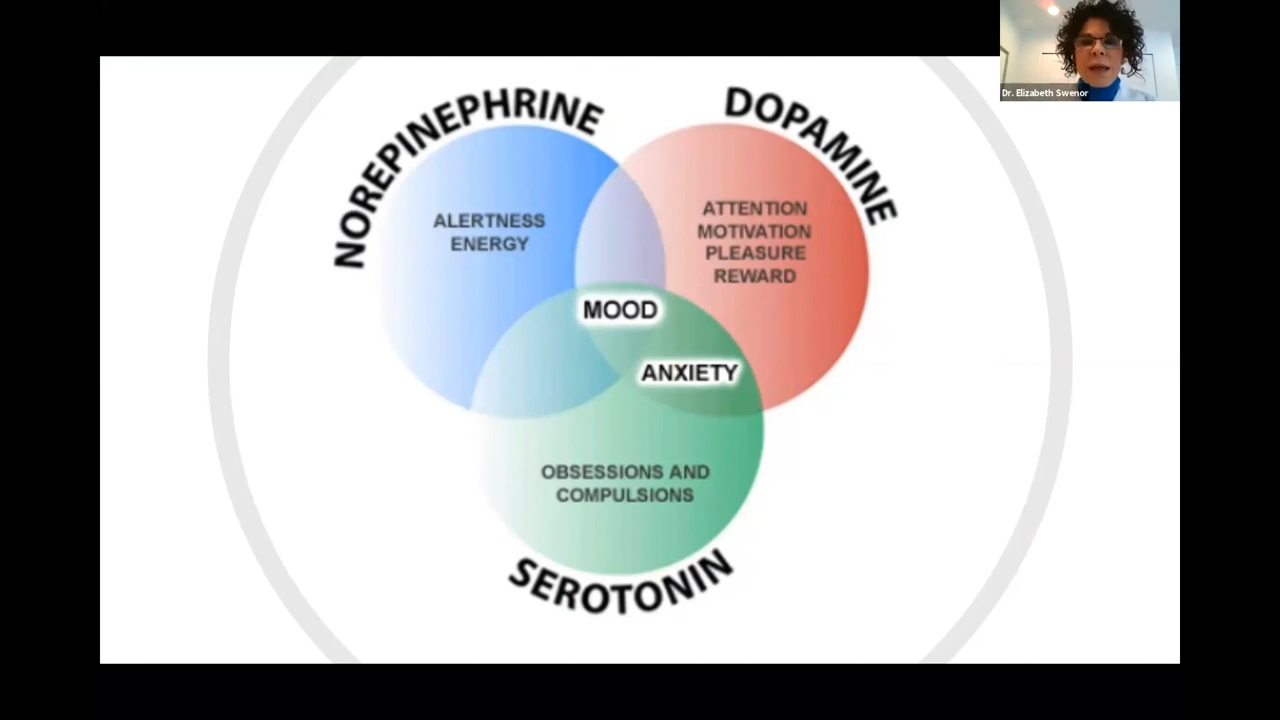 NOREPINEPHRINE
DOPAMINE
Dr. Elizabeth Swenor
ALERTNESS
ENERGY
ATTENTION
MOTIVATION
PLEASURE
REWARD
MOOD
ANXIETY
OBSESSIONS AND
COMPULSIONS
SEROTONIN